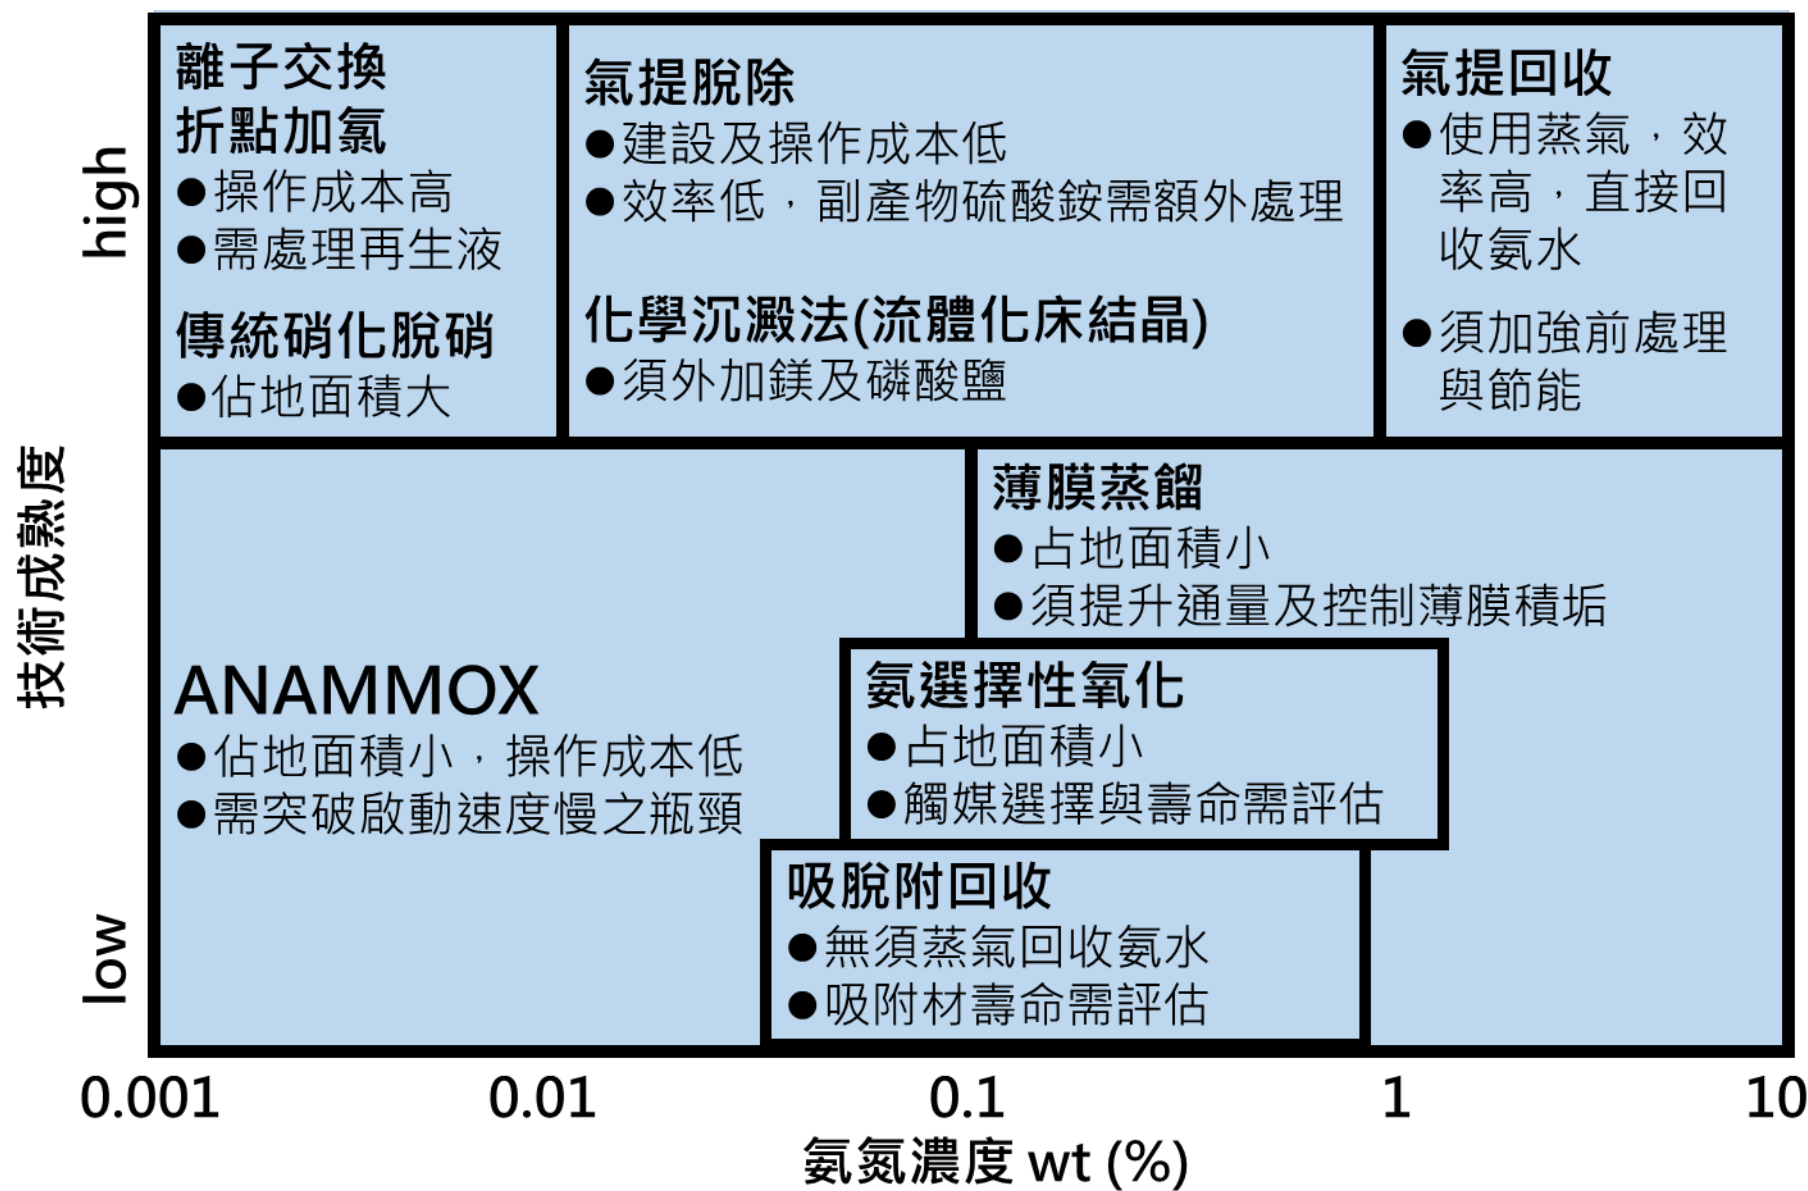 離子交換
折點加氯
●操作成本高
●需處理再生液
傳統硝化脫硝
●佔地面積大
氣提脫除
●建設及操作成本低
●效率低，副產物硫酸銨需額外處理
化學沉澱法(流體化床結晶)
●須外加鎂及磷酸鹽
氣提回收
●使用蒸氣，效
率高，直接回
收氨水
●須加強前處理
與節能
high
技術成熟度
low
薄膜蒸餾
●占地面積小
●須提升通量及控制薄膜積垢
ANAMMOX
●佔地面積小，操作成本低
●需突破啟動速度慢之瓶頸
氨選擇性氧化
●占地面積小
●觸媒選擇與壽命需評估
吸脫附回收
●無須蒸氣回收氨水
●吸附材壽命需評估
0.001 0.01 0.1 1 10
氨氮濃度 wt (%)